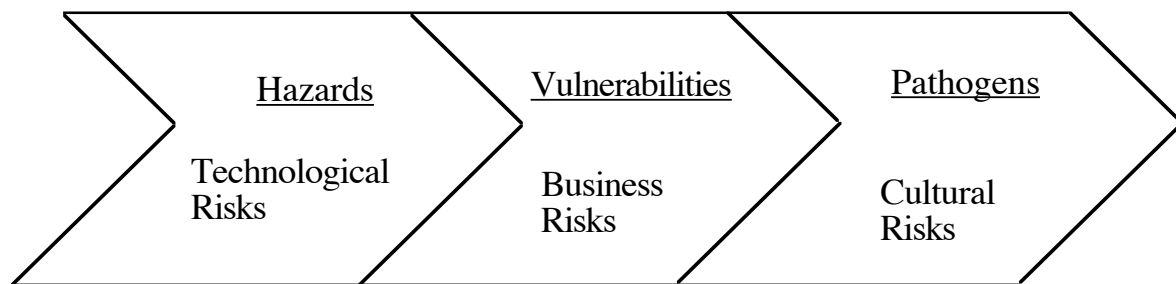 Hazards
Technological
Risks
Vulnerabilities
Business
Risks
Pathogens
Cultural
Risks